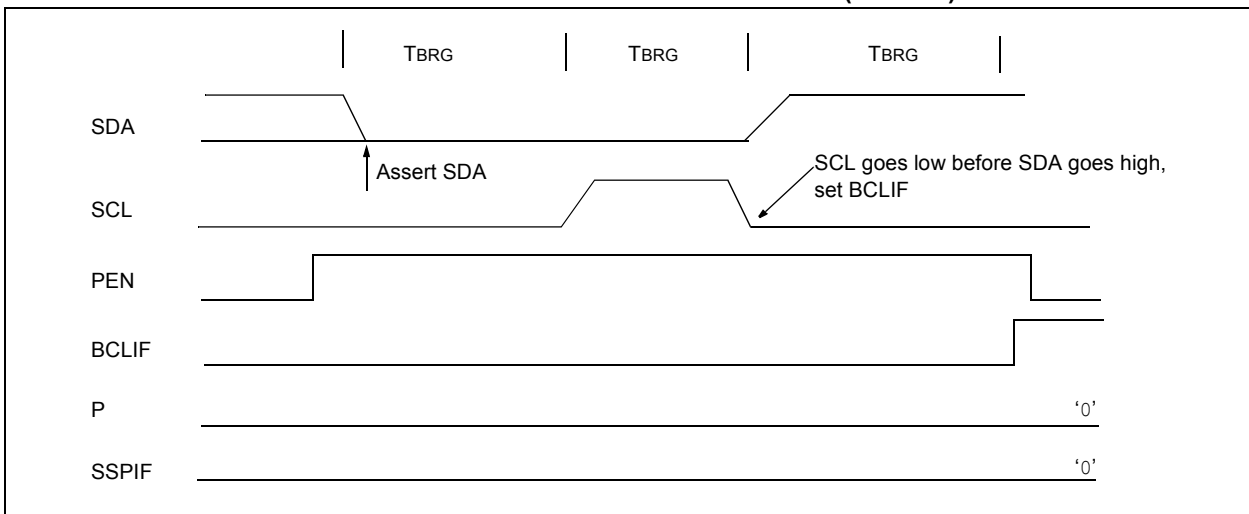 TBRG TBRG TBRG
SDA
Assert SDA
SCL goes low before SDA goes high,
set BCLIF
SCL
PEN
BCLIF
P
‘0’
SSPIF
‘0’